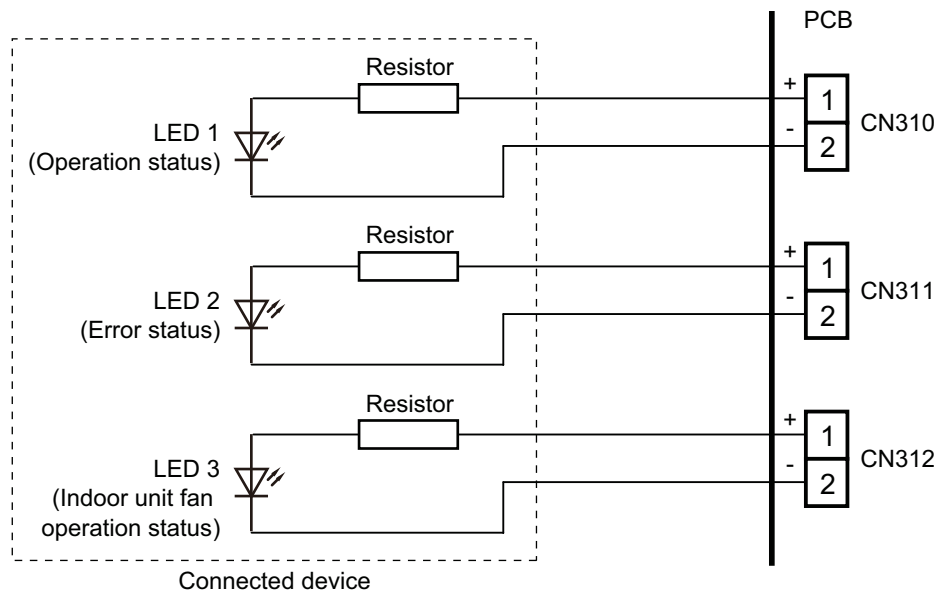 PCB
Resistor
+
1
CN310
LED 1
-
2
(Operation status)
Resistor
+
1
CN311
LED 2
-
2
(Error status)
Resistor
+
1
CN312
LED 3
-
2
(Indoor unit fan
operation status)
Connected device